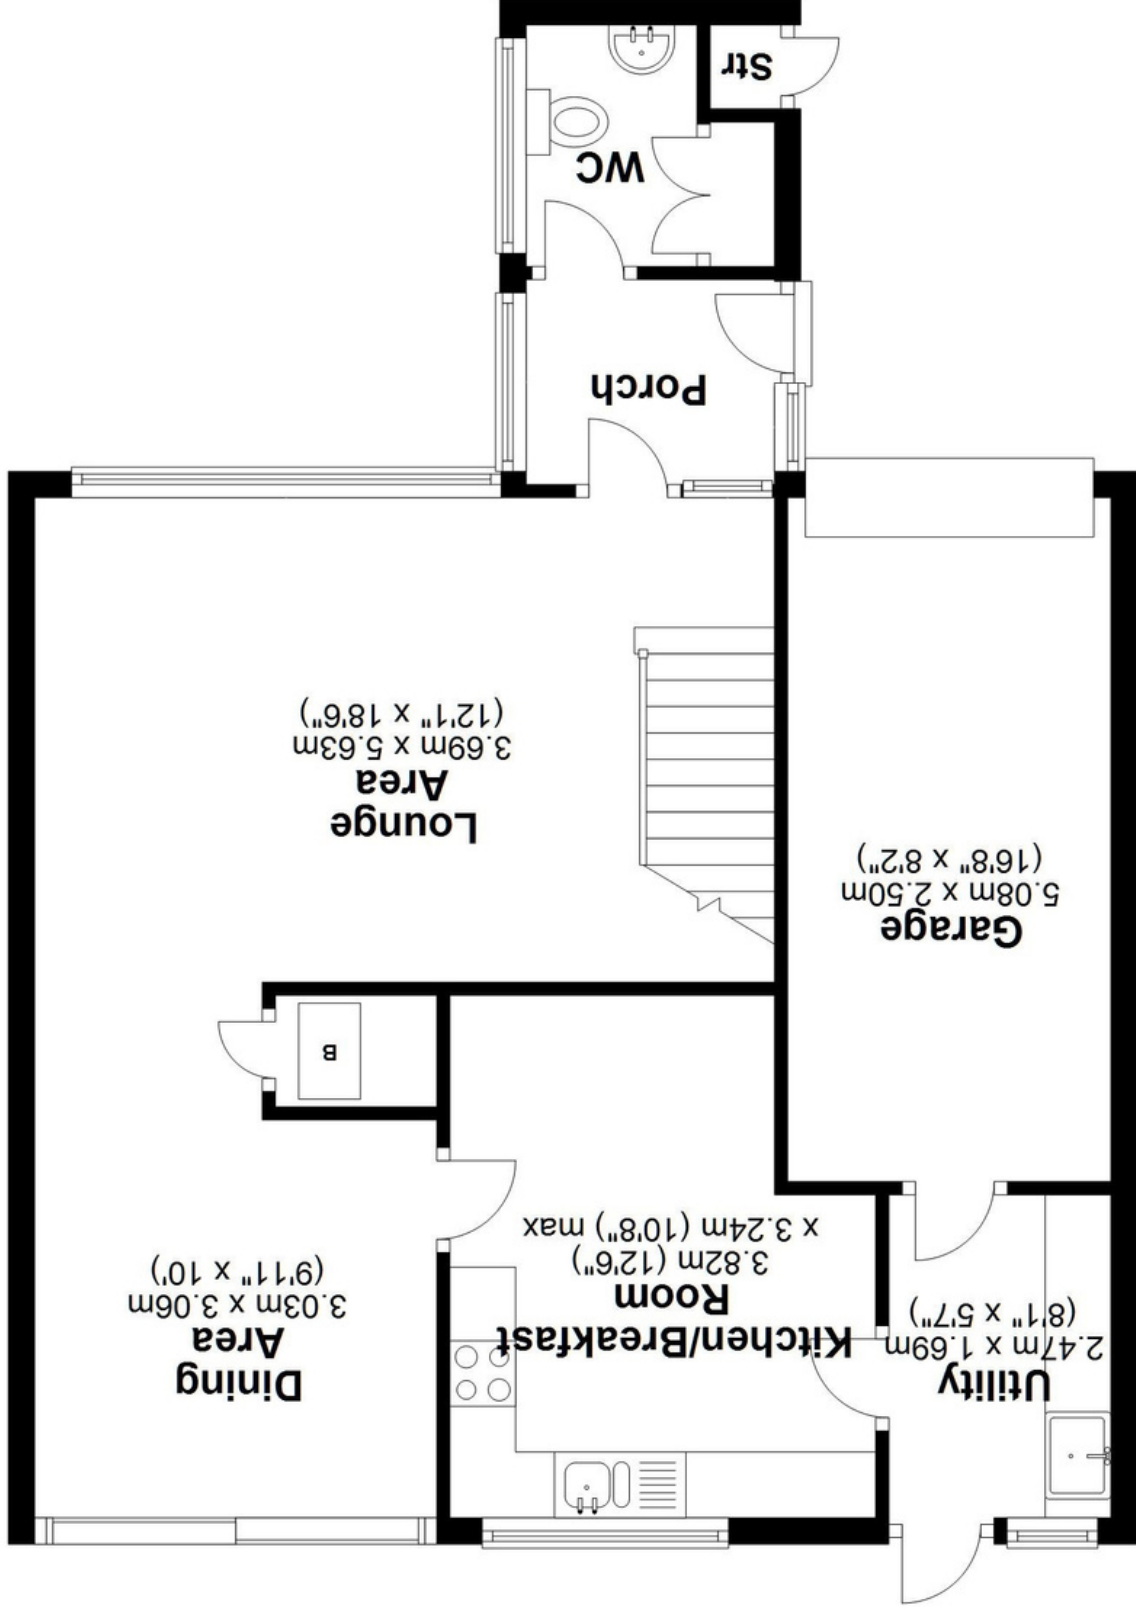 Utility
2.47m x 1.69m
(8'1" x 5'7")
Kitchen/Breakfast
Room
3.82m (12'6")
x 3.24m (10'8") max
Dining
Area
3.03m x 3.06m
(9'11" x 10')
B
Garage
5.08m x 2.50m
(16'8" x 8'2")
Lounge
Area
3.69m x 5.63m
(12'1" x 18'6")
Porch
WC
Str